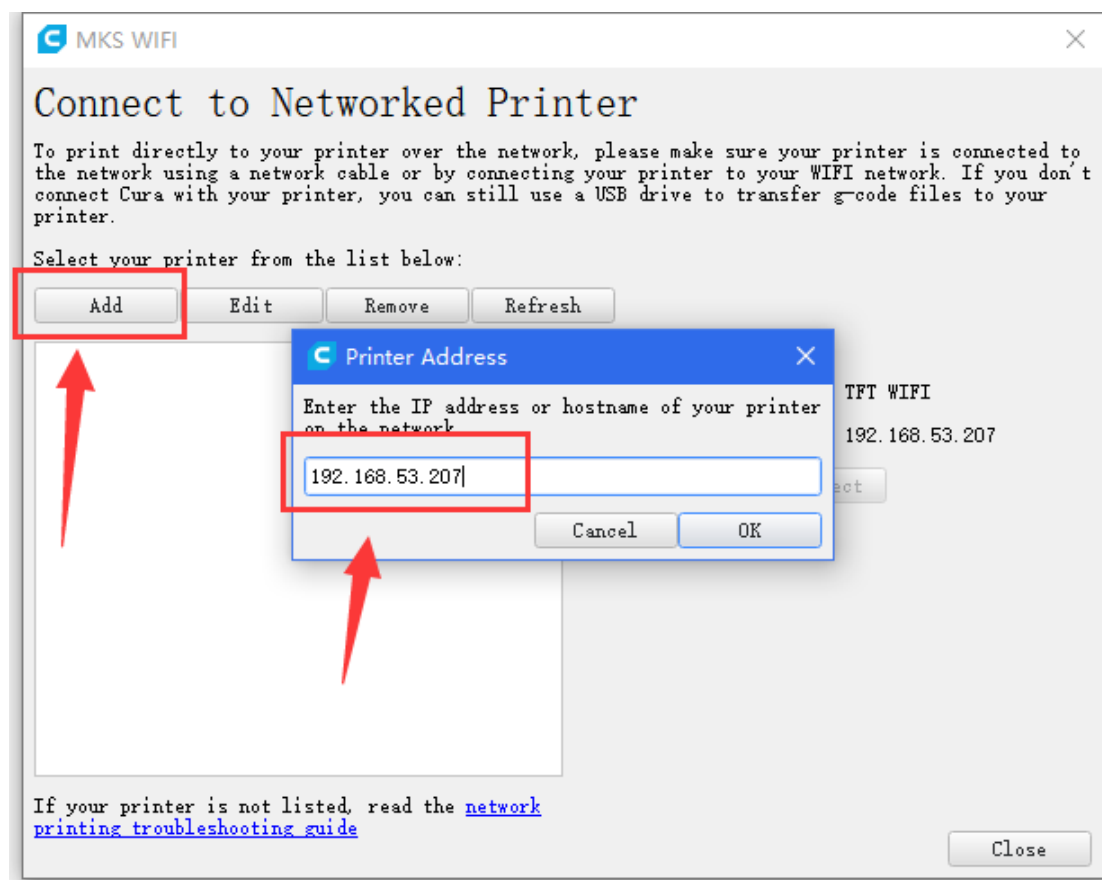 MKS WIFI
Connect to Networked Printer
To print directly to your printer over the network, please make sure your printer is connected to
the network using a network cable or by connecting your printer to your WIFI network. If you don't
connect Cura with your printer, you can still use a USB drive to transfer g-code files to your
printer.
Select your printer from the list below:
Add Edit Remove Refresh
Printer Address
Enter the IP address or hostname of your printer
on the network
192.168.53.207
Cancel OK
TFT WIFI
192.168.53.207
If your printer is not listed, read the network
printing troubleshooting guide
Close